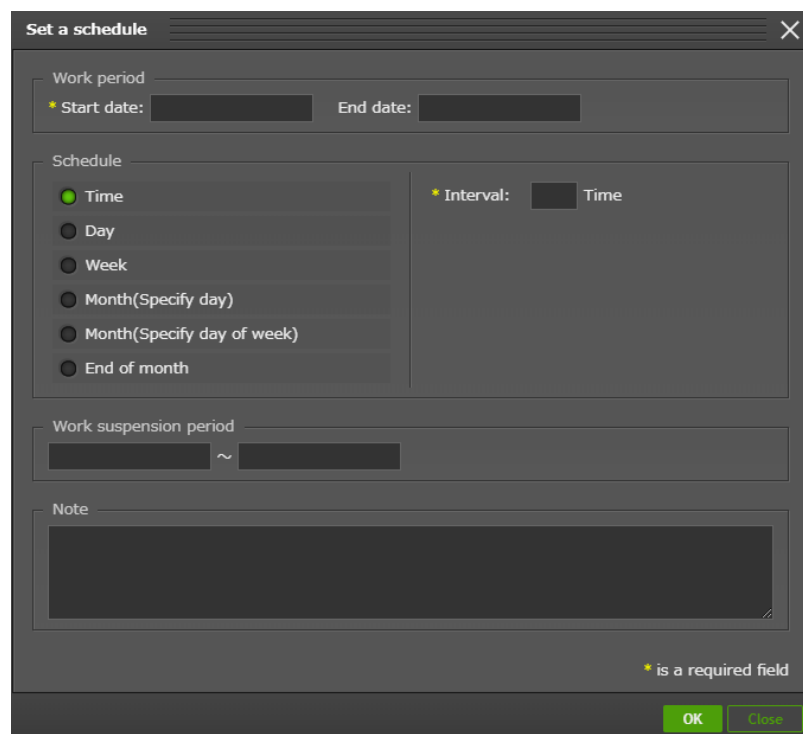 Set a schedule
Work period
* Start date: End date:
Schedule
Time
* Interval: Time
Day
Week
Month(Specify day)
Month(Specify day of week)
End of month
Work suspension period
～
Note
* is a required field
OK Close